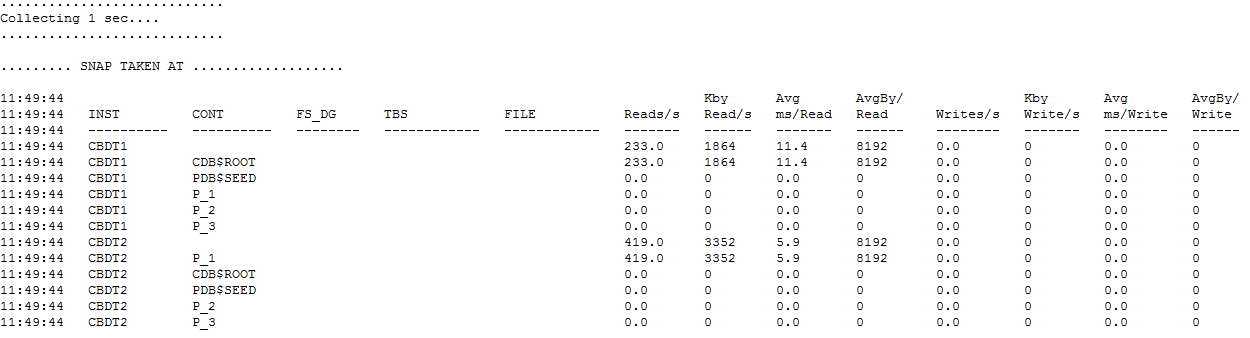 ............................
Collecting 1 sec....
............................
......... SNAP TAKEN AT ...................
11:49:44 Kby Avg AvgBy/ Kby Avg AvgBy/
11:49:44 INST CONT FS_DG TBS FILE Reads/s Read/s ms/Read Read Writes/s Write/s ms/Write Write
11:49:44 ---------- ---------- -------- ------------ ------------ ------- ------ ------- ------ -------- ------- -------- ------
11:49:44 CBDT1 233.0 1864 11.4 8192 0.0 0 0.0 0
11:49:44 CBDT1 CDB$ROOT 233.0 1864 11.4 8192 0.0 0 0.0 0
11:49:44 CBDT1 PDB$SEED 0.0 0 0.0 0 0.0 0 0.0 0
11:49:44 CBDT1 P_1 0.0 0 0.0 0 0.0 0 0.0 0
11:49:44 CBDT1 P_2 0.0 0 0.0 0 0.0 0 0.0 0
11:49:44 CBDT1 P_3 0.0 0 0.0 0 0.0 0 0.0 0
11:49:44 CBDT2 419.0 3352 5.9 8192 0.0 0 0.0 0
11:49:44 CBDT2 P_1 419.0 3352 5.9 8192 0.0 0 0.0 0
11:49:44 CBDT2 CDB$ROOT 0.0 0 0.0 0 0.0 0 0.0 0
11:49:44 CBDT2 PDB$SEED 0.0 0 0.0 0 0.0 0 0.0 0
11:49:44 CBDT2 P_2 0.0 0 0.0 0 0.0 0 0.0 0
11:49:44 CBDT2 P_3 0.0 0 0.0 0 0.0 0 0.0 0